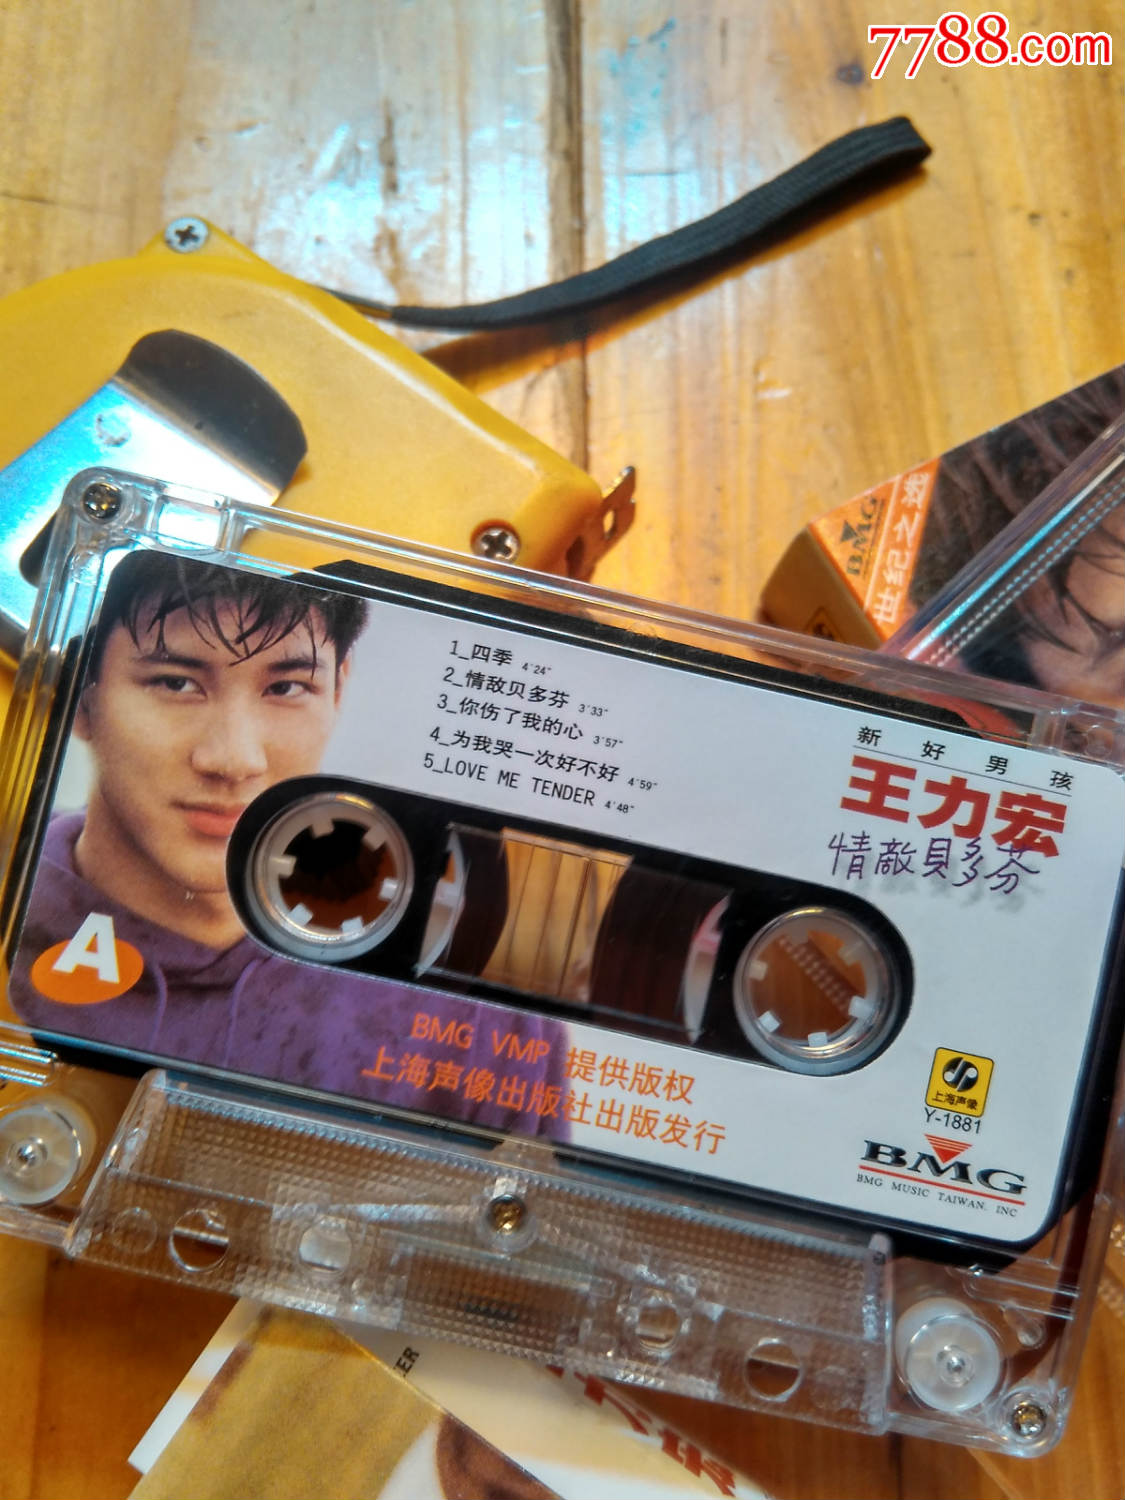 7788.com
BMG
世纪之选
1_四季 4'24"
2_情敌贝多芬 3'33"
3_你伤了我的心 3'57"
4_为我哭一次好不好 4'59"
5_LOVE ME TENDER 4'48"
新好男孩
王力宏
情敵貝多芬
A
BMG VMP 提供版权
上海声像出版社出版发行
上海声像
Y-1881
BMG
BMG MUSIC TAIWAN, INC